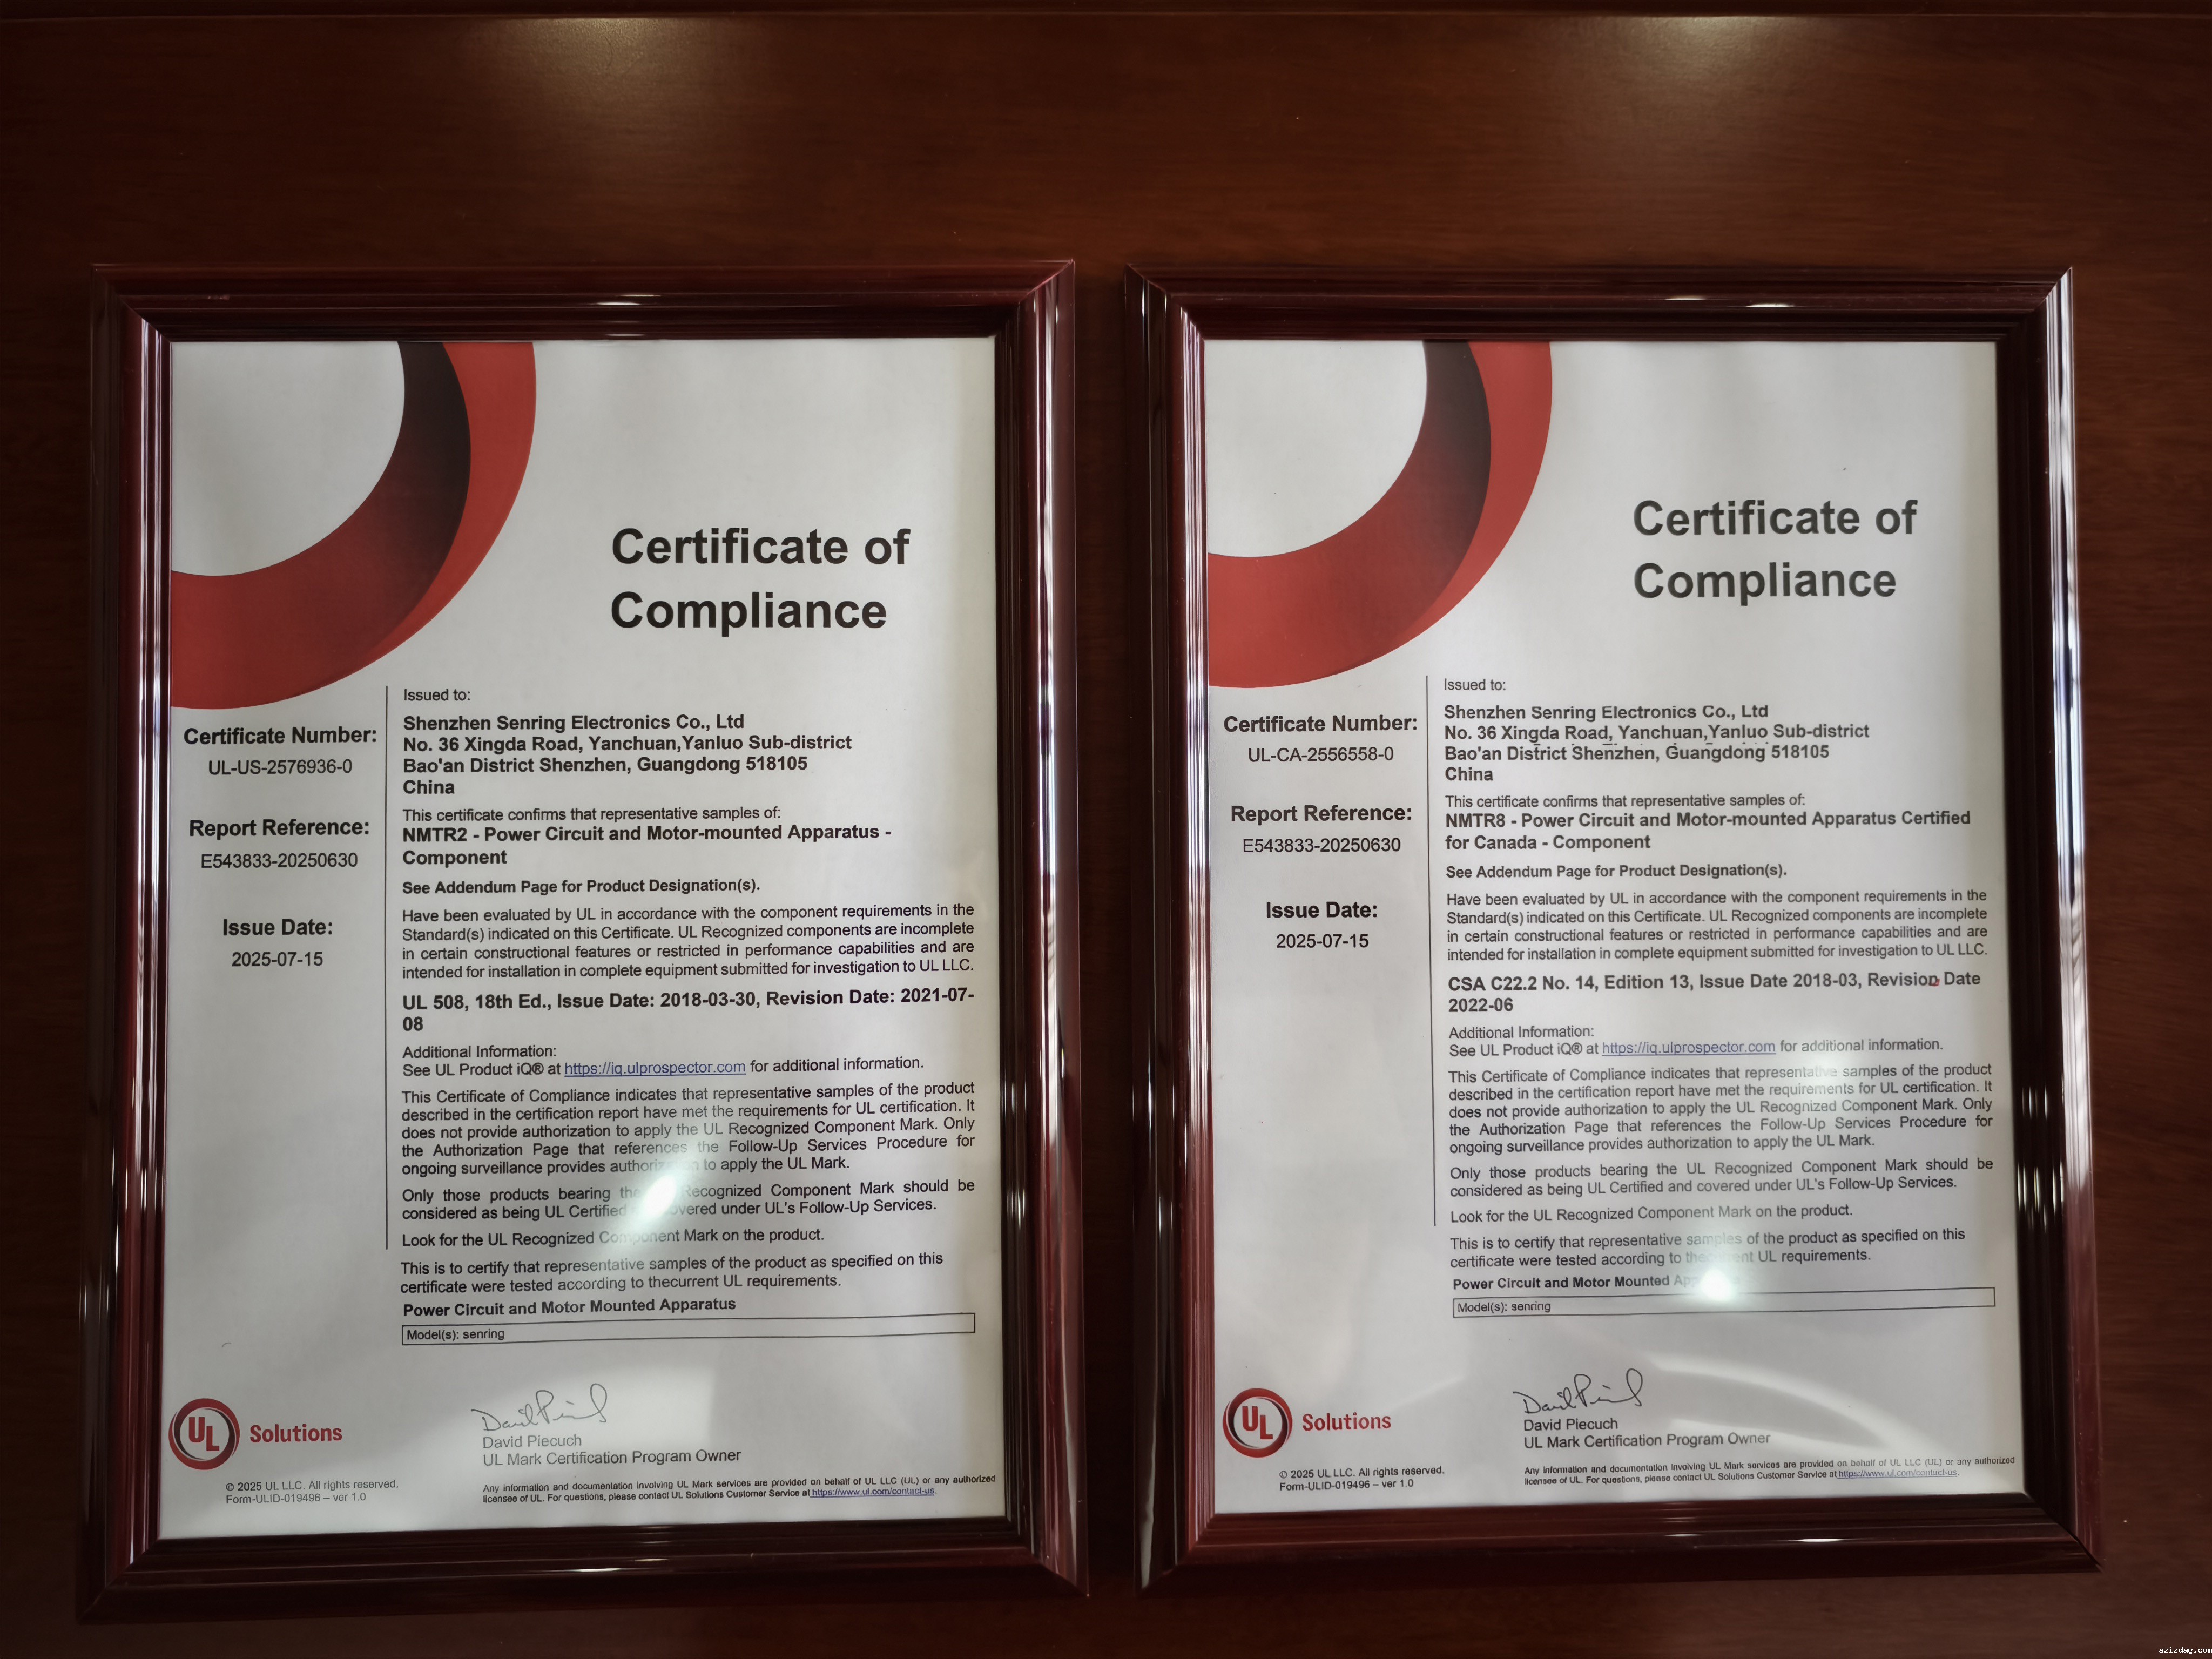 Certificate of
Compliance
Certificate Number:
UL-US-2576936-0
Report Reference:
E543833-20250630
Issue Date:
2025-07-15
Issued to:
Shenzhen Senring Electronics Co., Ltd
No. 36 Xingda Road, Yanchuan,Yanluo Sub-district
Bao'an District Shenzhen, Guangdong 518105
China
This certificate confirms that representative samples of:
NMTR2 - Power Circuit and Motor-mounted Apparatus -
Component
See Addendum Page for Product Designation(s).
Have been evaluated by UL in accordance with the component requirements in the
Standard(s) indicated on this Certificate. UL Recognized components are incomplete
in certain constructional features or restricted in performance capabilities and are
intended for installation in complete equipment submitted for investigation to UL LLC.
UL 508, 18th Ed., Issue Date: 2018-03-30, Revision Date: 2021-07-
08
Additional Information:
See UL Product iQ® at https://iq.ulprospector.com for additional information.
This Certificate of Compliance indicates that representative samples of the product
described in the certification report have met the requirements for UL certification. It
does not provide authorization to apply the UL Recognized Component Mark. Only
the Authorization Page that references the Follow-Up Services Procedure for
ongoing surveillance provides to apply the UL Mark.
Only those products bearing the Recognized Component Mark should be
considered as being UL Certified under UL's Follow-Up Services.
Look for the UL Recognized Component Mark on the product.
This is to certify that representative samples of the product as specified on this
certificate were tested according to thecurrent UL requirements.
Power Circuit and Motor Mounted Apparatus
Model(s): senring
UL Solutions
David Piecuch
David Piecuch
UL Mark Certification Program Owner
© 2025 UL LLC. All rights reserved.
Form-ULID-019496 – ver 1.0
Any information and documentation involving UL Mark services are provided on behalf of UL LLC (UL) or any authorized
licensee of UL. For questions, please contact UL Solutions Customer Service at https://www.ul.com/contact-us.
Certificate of
Compliance
Certificate Number:
UL-CA-2556558-0
Report Reference:
E543833-20250630
Issue Date:
2025-07-15
Issued to:
Shenzhen Senring Electronics Co., Ltd
No. 36 Xingda Road, Yanchuan,Yanluo Sub-district
Bao'an District Shenzhen, Guangdong 518105
China
This certificate confirms that representative samples of:
NMTR8 - Power Circuit and Motor-mounted Apparatus Certified
for Canada - Component
See Addendum Page for Product Designation(s).
Have been evaluated by UL in accordance with the component requirements in the
Standard(s) indicated on this Certificate. UL Recognized components are incomplete
in certain constructional features or restricted in performance capabilities and are
intended for installation in complete equipment submitted for investigation to UL LLC.
CSA C22.2 No. 14, Edition 13, Issue Date 2018-03, Revision Date
2022-06
Additional Information:
See UL Product iQ® at https://iq.ulprospector.com for additional information.
This Certificate of Compliance indicates that representative samples of the product
described in the certification report have met the requirements for UL certification. It
does not provide authorization to apply the UL Recognized Component Mark. Only
the Authorization Page that references the Follow-Up Services Procedure for
ongoing surveillance provides authorization to apply the UL Mark.
Only those products bearing the UL Recognized Component Mark should be
considered as being UL Certified and covered under UL's Follow-Up Services.
Look for the UL Recognized Component Mark on the product.
This is to certify that representative samples of the product as specified on this
certificate were tested according to UL requirements.
Power Circuit and Motor Mounted
Model(s): senring
UL Solutions
David Piecuch
David Piecuch
UL Mark Certification Program Owner
© 2025 UL LLC. All rights reserved.
Form-ULID-019496 – ver 1.0
Any information and documentation involving UL Mark services are provided on behalf of UL LLC (UL) or any authorized
licensee of UL. For questions, please contact UL Solutions Customer Service at https://www.ul.com/contact-us.
azizdag.com